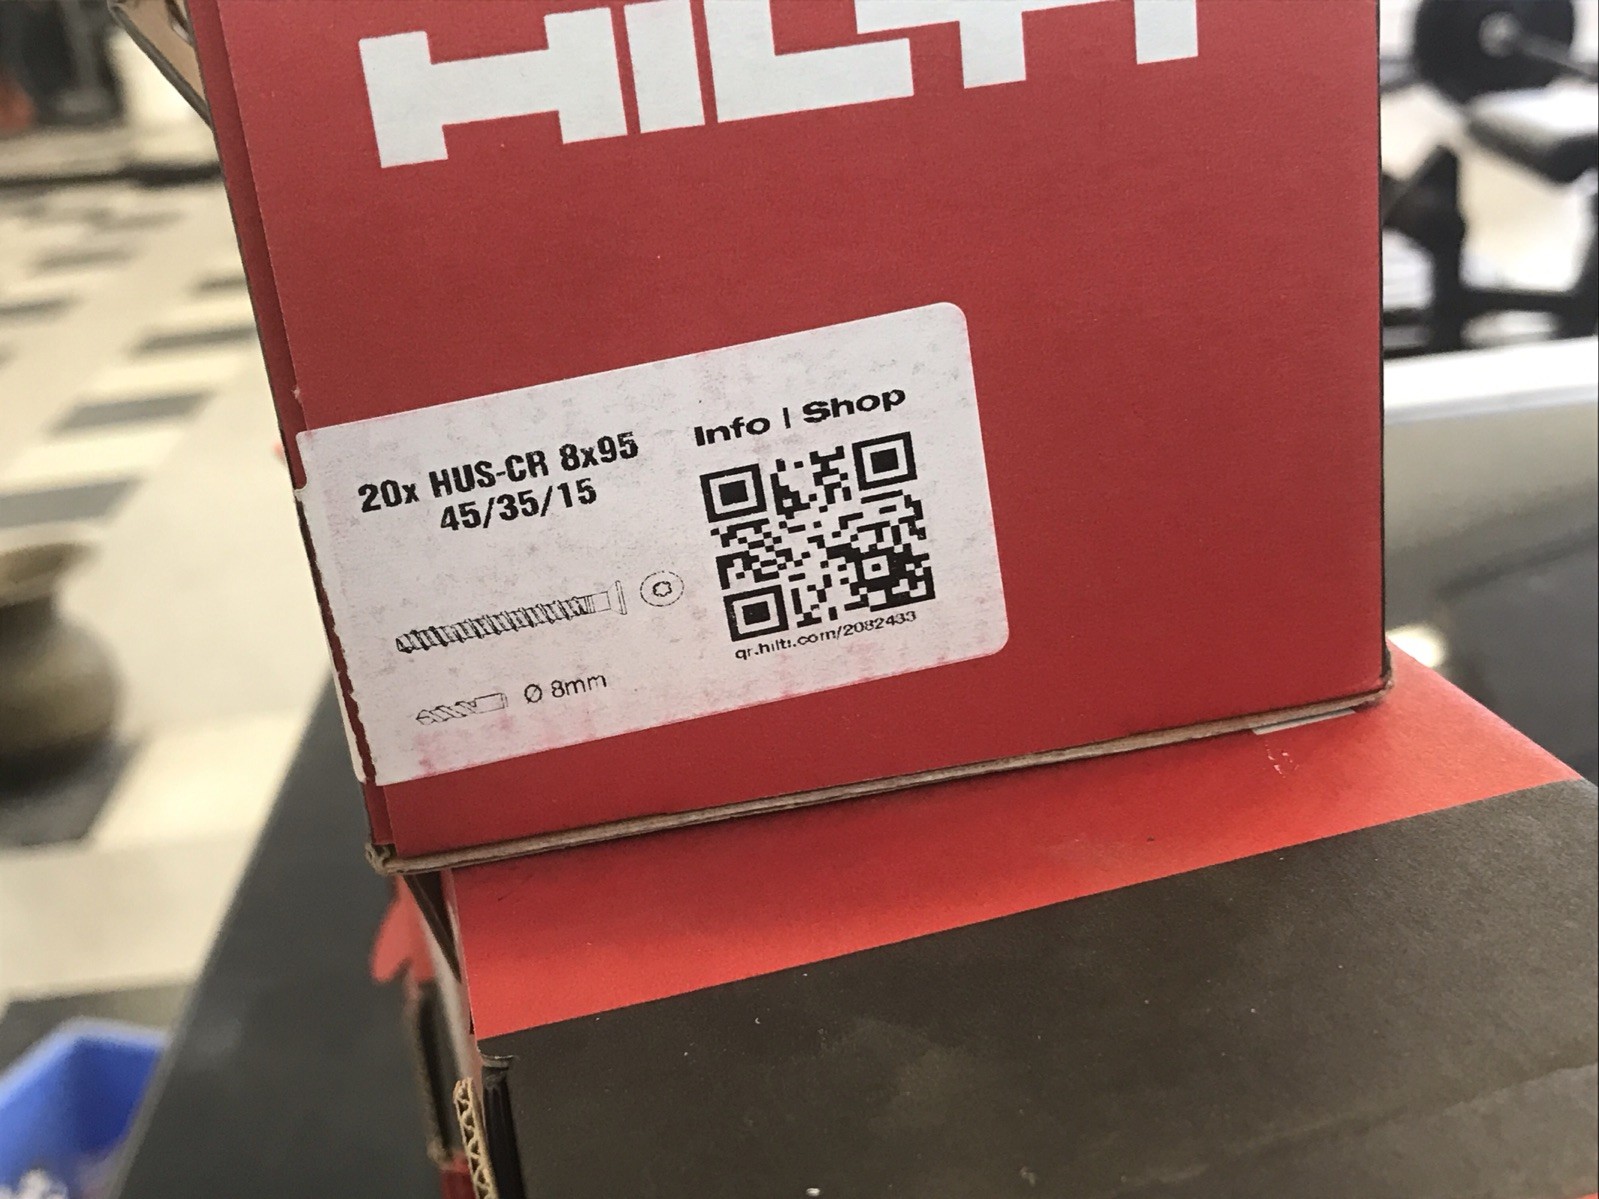 HILTI
20x HUS-CR 8x95
45/35/15
Info | Shop
qr.hilti.com/2082433
Ø 8mm